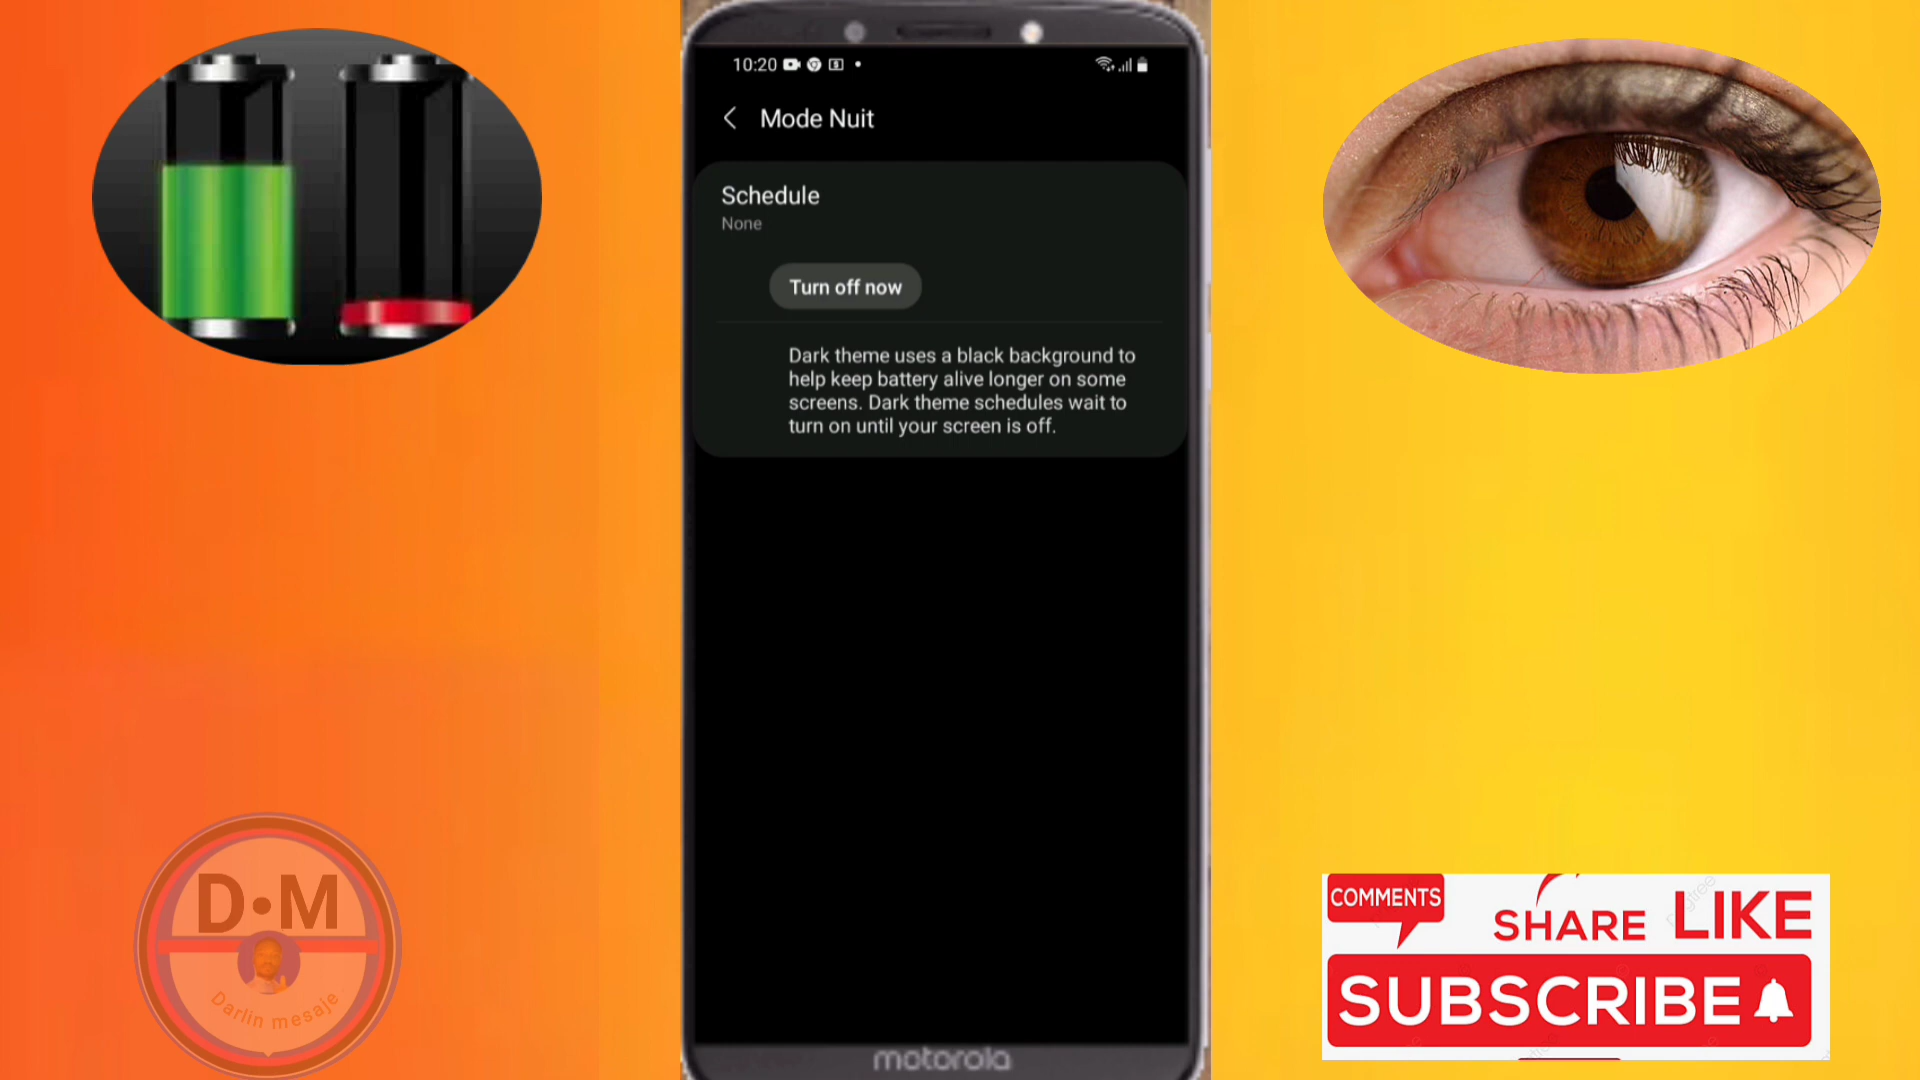 10:20
Mode Nuit
Schedule
None
Turn off now
Dark theme uses a black background to
help keep battery alive longer on some
screens. Dark theme schedules wait to
turn on until your screen is off.
motorola
D•M
Darlin mesaje
COMMENTS
SHARE
LIKE
SUBSCRIBE